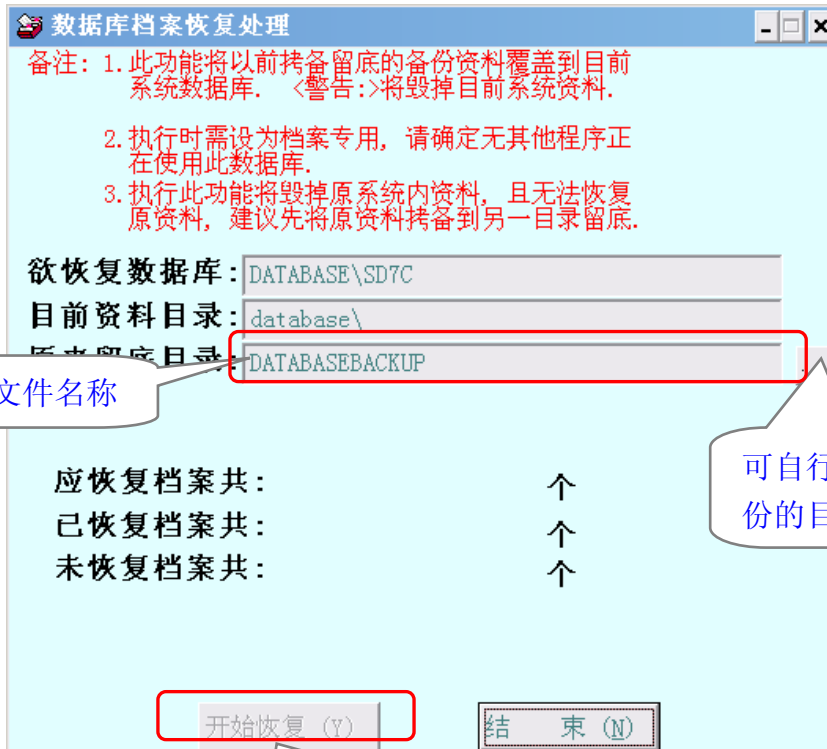 数据库档案恢复处理
备注: 1.此功能将以前拷备留底的备份资料覆盖到目前
系统数据库. <警告:>将毁掉目前系统资料.
2.执行时需设为档案专用, 请确定无其他程序正
在使用此数据库.
3.执行此功能将毁掉原系统内资料, 且无法恢复
原资料, 建议先将原资料拷备到另一目录留底.
欲恢复数据库: DATABASE\SD7C
目前资料目录: database\
原来留底目录: DATABASEBACKUP
文件名称
可自行
份的目
应恢复档案共: 个
已恢复档案共: 个
未恢复档案共: 个
开始恢复 (Y)
结 束 (N)